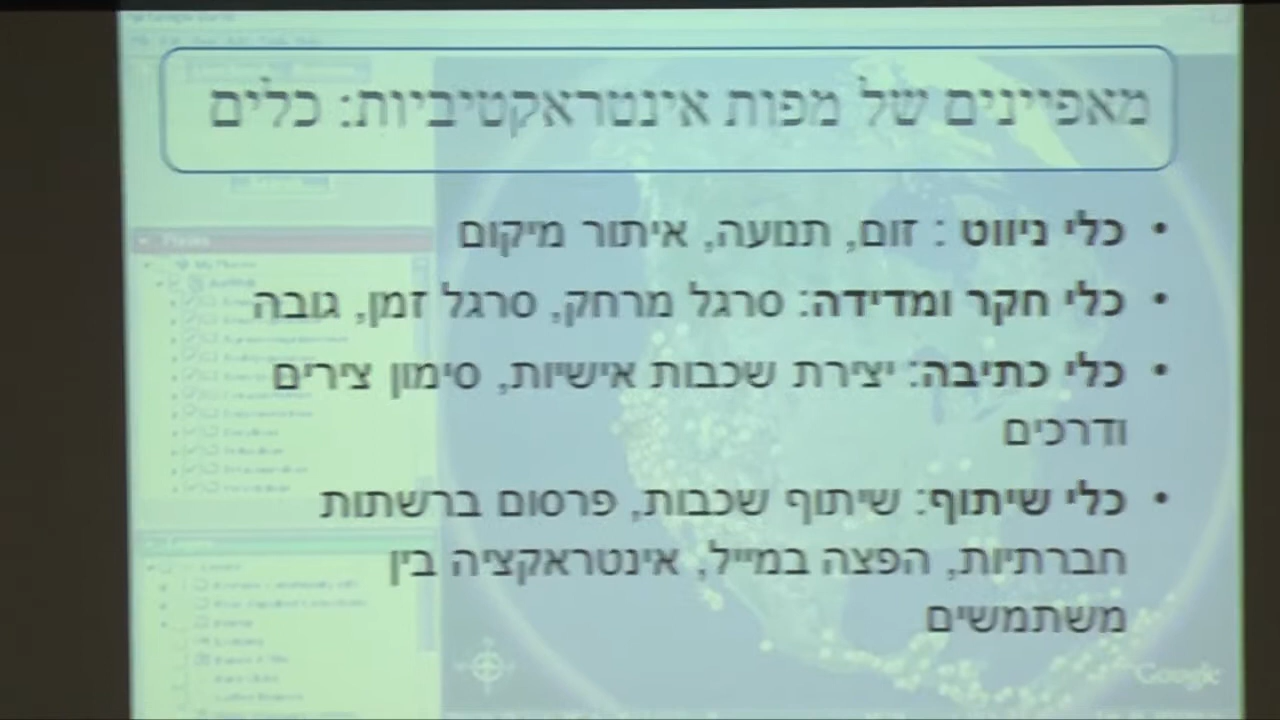 מאפיינים של מפות אינטראקטיביות: כלים
• כלי ניווט : זום, תנועה, איתור מיקום
• כלי חקר ומדידה: סרגל מרחק, סרגל זמן, גובה
• כלי כתיבה: יצירת שכבות אישיות, סימון צירים
ודרכים
• כלי שיתוף: שיתוף שכבות, פרסום ברשתות
חברתיות, הפצה במייל, אינטראקציה בין
משתמשים
Google